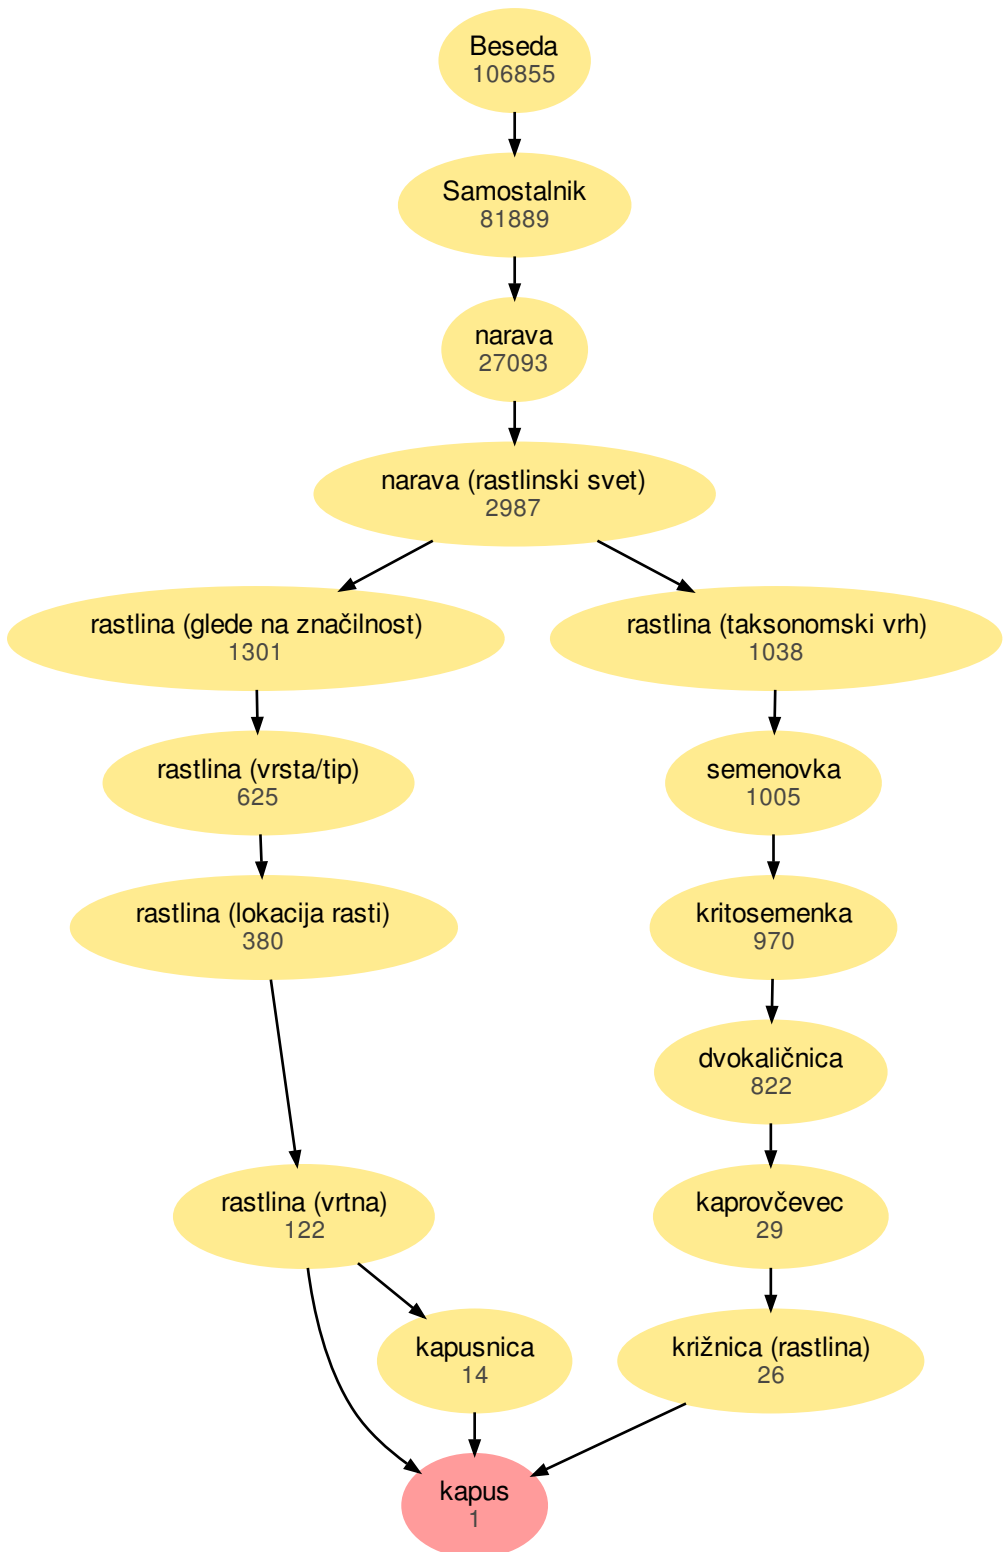 Beseda
106855
Samostalnik
81889
narava
27093
narava (rastlinski svet)
2987
rastlina (glede na značilnost)
1301
rastlina (taksonomski vrh)
1038
rastlina (vrsta/tip)
625
semenovka
1005
rastlina (lokacija rasti)
380
kritosemenka
970
dvokaličnica
822
rastlina (vrtna)
122
kaprovčevec
29
kapusnica
14
križnica (rastlina)
26
kapus
1